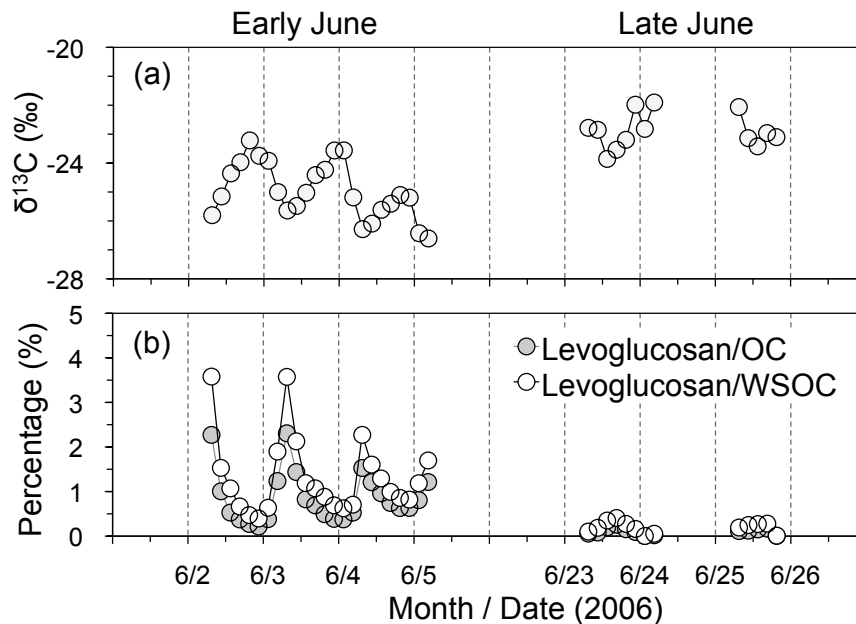 Early June Late June
-20
(a)
-24
δ¹³C (‰)
-28
5
(b)
Levoglucosan/OC
4
Levoglucosan/WSOC
3
2
1
0
Percentage (%)
6/2 6/3 6/4 6/5 6/23 6/24 6/25 6/26
Month / Date (2006)